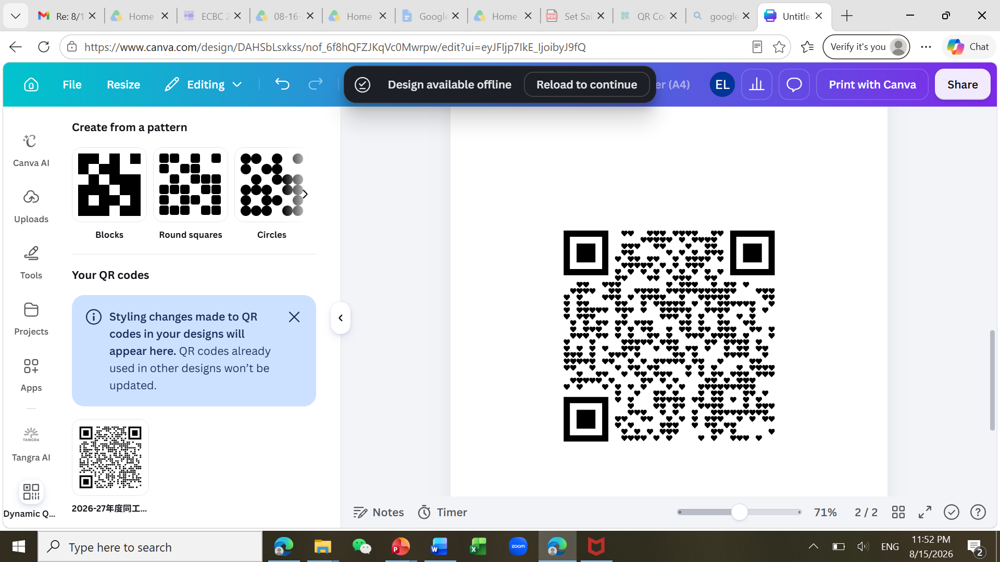 Re: 8/1
Home
ECBC 2
08-16-
Home
Google
Home
Set Sai
QR Co
google
Untitle
https://www.canva.com/design/DAHSbLsxkss/nof_6f8hQFZJKqVc0Mwrpw/edit?ui=eyJFIjp7IkE_IjoibyJ9fQ
Verify it's you
Chat
File
Resize
Editing
Design available offline
Reload to continue
er (A4)
EL
Print with Canva
Share
Canva AI
Uploads
Tools
Projects
Apps
TANGRA
Tangra AI
Dynamic Q...
Create from a pattern
Blocks
Round squares
Circles
Your QR codes
Styling changes made to QR
codes in your designs will
appear here. QR codes already
used in other designs won’t be
updated.
2026-27年度同工...
Notes
Timer
71%
2 / 2
Type here to search
zoom
ENG
11:52 PM
8/15/2026
2